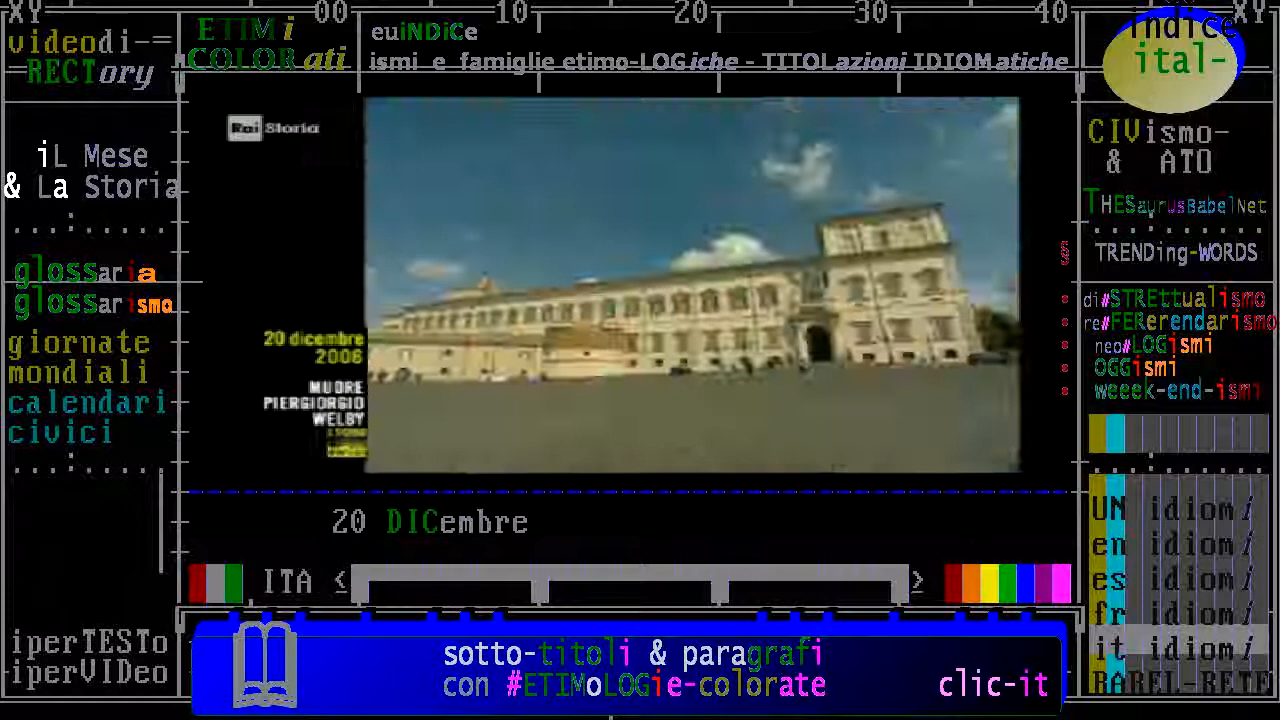 XY 00 10 20 30 40 XY
videodi-=
RECTory
ETIMi
COLORati
euiNDiCe
ismi e famiglie etimo-LOGiche - TITOLazioni IDIOMatiche
indice
ital-
iL Mese
& La Storia
glossaria
glossarismo
giornate
mondiali
calendari
civici
iperTESTo
iperVIDeo
Rai Storia
20 dicembre
2006
MUORE
PIERGIORGIO
WELBY
20 DICembre
ITA < >
sotto-titoli & paragrafi
con #ETIMoLOGie-colorate clic-it
CIVismo-
& ATO
THESaurusBabelNet
TRENDing-WORDS
di#STREttualismo
re#FERerendarismo
neo#LOGismi
OGGismi
weeek-end-ismi
UN idiomi
en idiomi
es idiomi
fr idiomi
it idiomi
BABEL-RETE